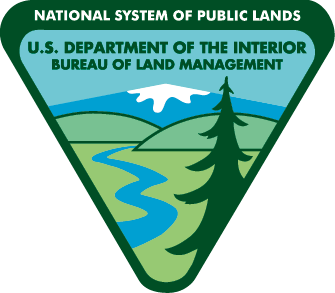 NATIONAL SYSTEM OF PUBLIC LANDS
U.S. DEPARTMENT OF THE INTERIOR
BUREAU OF LAND MANAGEMENT